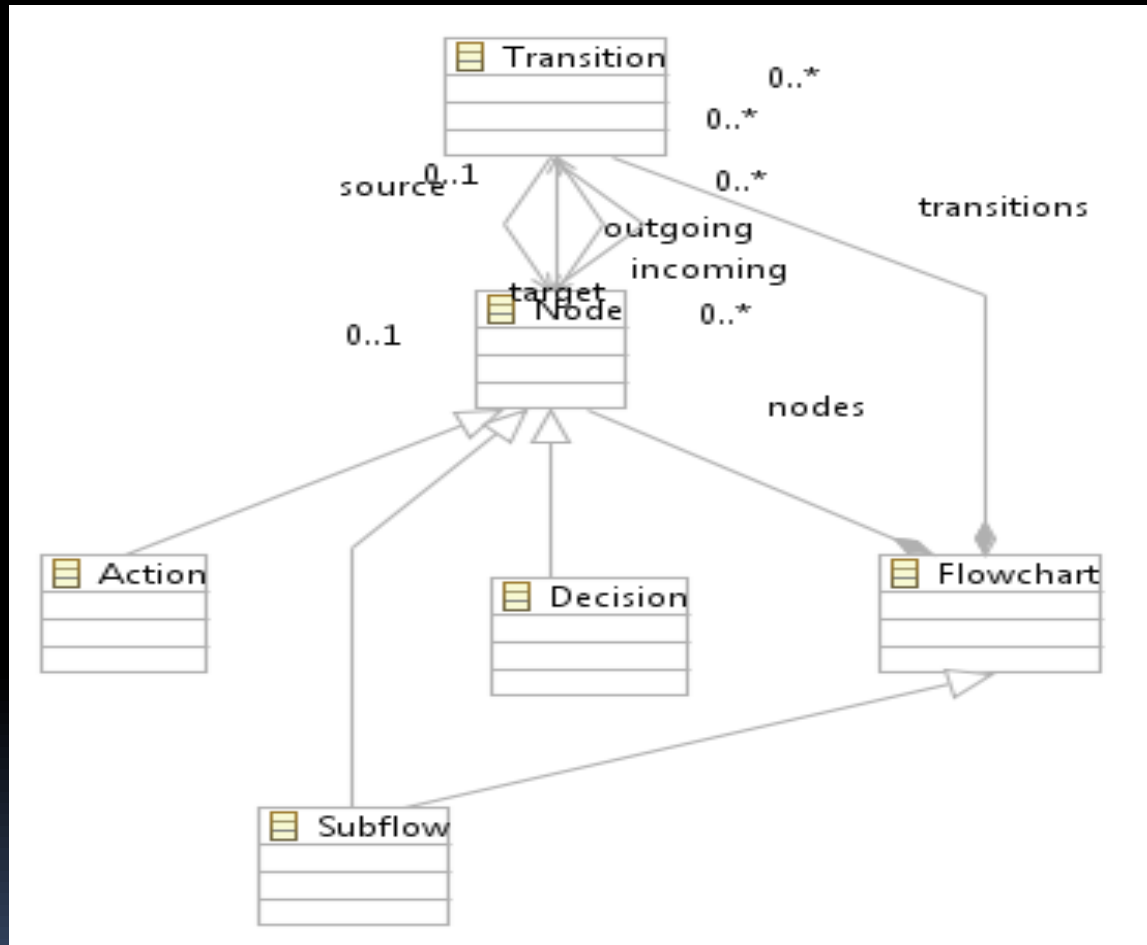 Transition
0..*
0..*
0..1
0..*
source
transitions
outgoing
incoming
target
Node
0..*
0..1
nodes
Action
Flowchart
Decision
Subflow